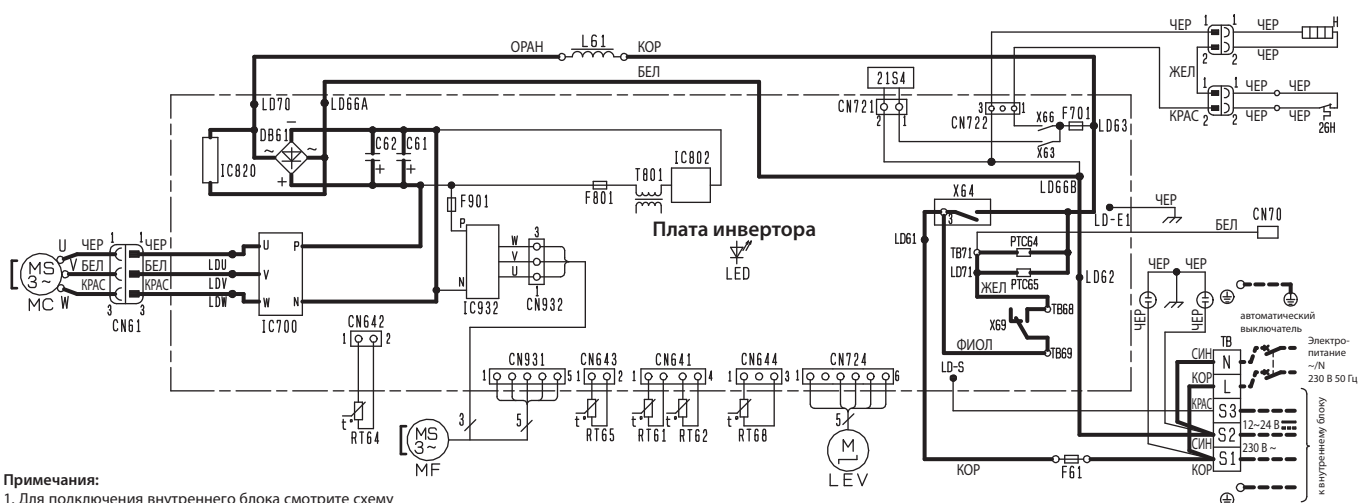 ОРАН L61 КОР
БЕЛ
ЧЕР 1 1 ЧЕР H
ЧЕР
2 2
ЖЕЛ
1 1 ЧЕР ЧЕР
КРАС 2 2 ЧЕР ЧЕР
26H
21S4
CN721
2 1
3 1
CN722
X66 F701
LD63
X63
LD70 LD66A
DB61 −
~ ~
+
IC820
C62 C61
+ +
F901
F801
T801
IC802
LD66B
X64
3
LD-E1 ЧЕР
CN70
БЕЛ
Плата инвертора
LED
LD61
TB71 PTC64
LD71 PTC65
LD62
ЖЕЛ
X69 TB68
ФИОЛ TB69
LD-S
ЧЕР ЧЕР
ЧЕР ЧЕР
автоматический
выключатель
Электро-
питание
~/N
230 В 50 Гц
TB
СИН N
КОР L
КРАС S3
12~24 В
S2
СИН 230 В ~
КОР S1
к внутреннему блоку
КОР F61
U ЧЕР 1 1 ЧЕР LDU U P
MS
3~
V БЕЛ БЕЛ LDV V
MC W КРАС 3 3 КРАС LDW W N
CN61
IC700
P
W 3
V
U
N 1
IC932 CN932
CN642
1 2
t°
RT64
3
MS
3~
MF
CN931
1 5
5
CN643
1 2
t°
RT65
CN641
1 4
t° t°
RT61 RT62
CN644
1 3
t°
RT68
CN724
1 6
5
M
LEV
Примечания:
1. Для подключения внутреннего блока смотрите схему